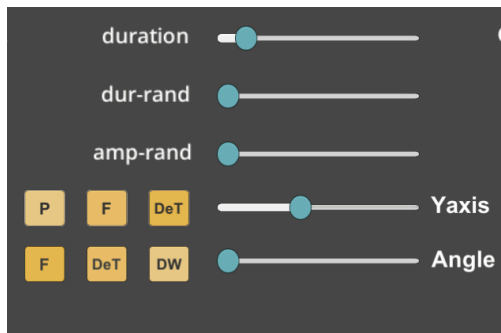 duration
dur-rand
amp-rand
P F DeT Yaxis
F DeT DW Angle